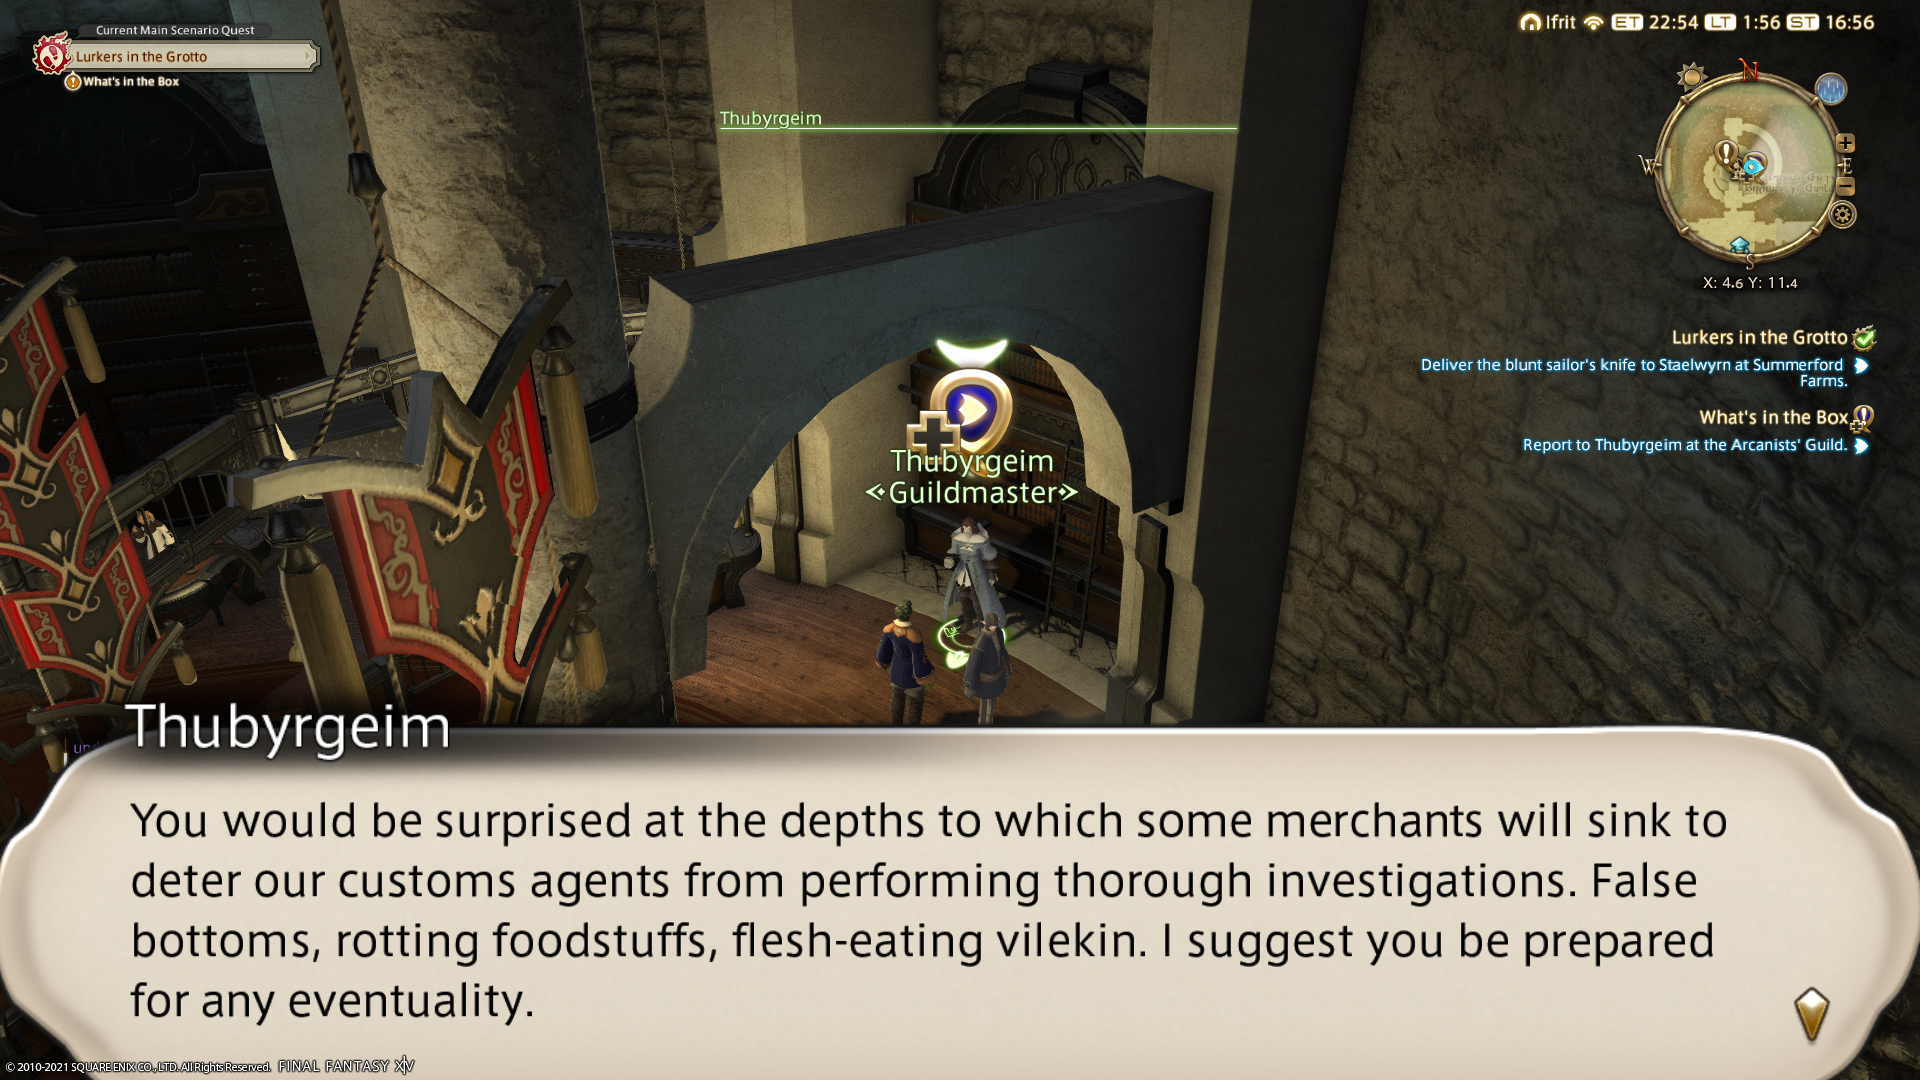 Current Main Scenario Quest
Lurkers in the Grotto
What's in the Box
Ifrit ET 22:54 LT 1:56 ST 16:56
Thubyrgeim
N
W
E
S
X: 4.6 Y: 11.4
Lurkers in the Grotto
Deliver the blunt sailor's knife to Staelwyrn at Summerford
Farms.
What's in the Box
Report to Thubyrgeim at the Arcanists' Guild.
Thubyrgeim
Guildmaster
Thubyrgeim
You would be surprised at the depths to which some merchants will sink to
deter our customs agents from performing thorough investigations. False
bottoms, rotting foodstuffs, flesh-eating vilekin. I suggest you be prepared
for any eventuality.
© 2010-2021 SQUARE ENIX CO., LTD. All Rights Reserved. FINAL FANTASY XIV